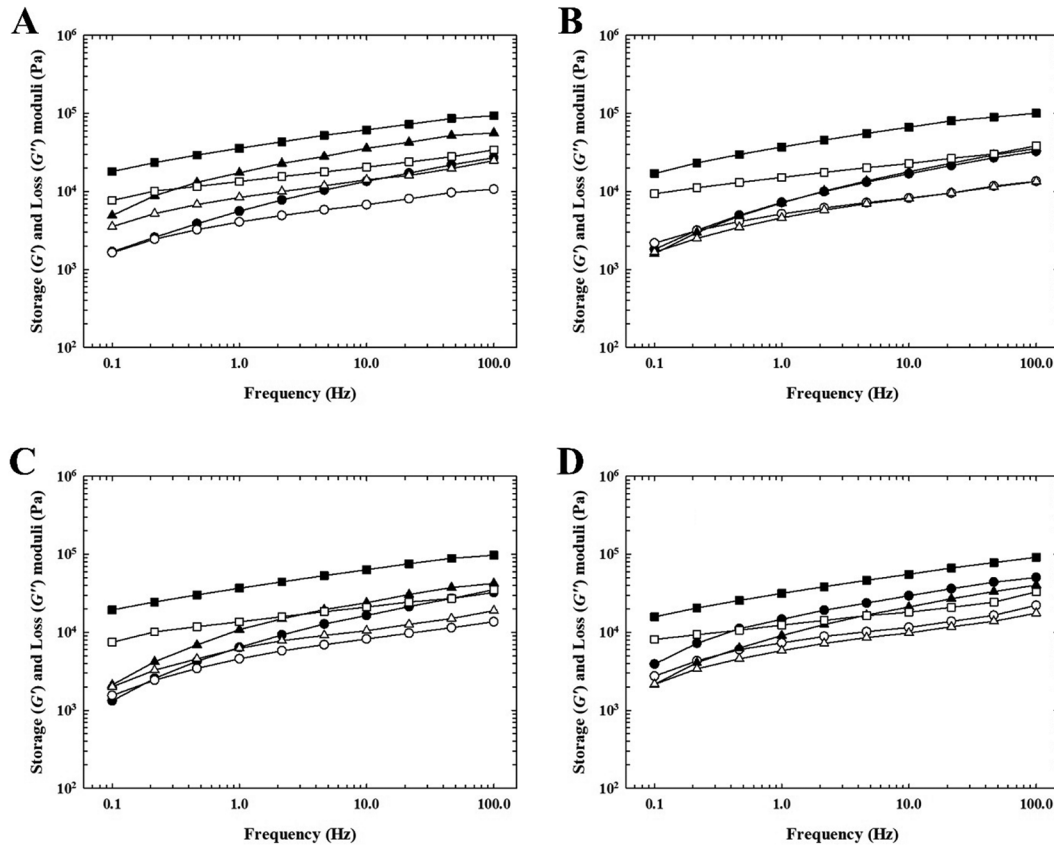 A
10⁶
10⁵
10⁴
10³
10²
Storage (G′) and Loss (G″) moduli (Pa)
0.1 1.0 10.0 100.0
Frequency (Hz)
B
10⁶
10⁵
10⁴
10³
10²
Storage (G′) and Loss (G″) moduli (Pa)
0.1 1.0 10.0 100.0
Frequency (Hz)
C
10⁶
10⁵
10⁴
10³
10²
Storage (G′) and Loss (G″) moduli (Pa)
0.1 1.0 10.0 100.0
Frequency (Hz)
D
10⁶
10⁵
10⁴
10³
10²
Storage (G′) and Loss (G″) moduli (Pa)
0.1 1.0 10.0 100.0
Frequency (Hz)